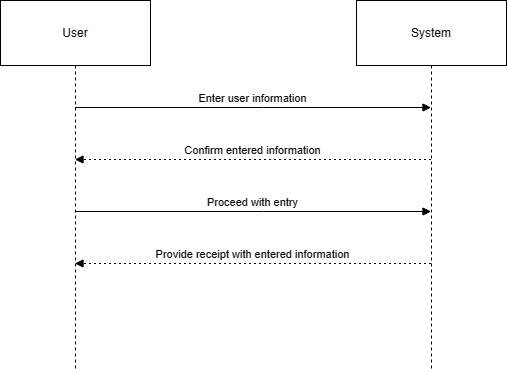 User
System
Enter user information
Confirm entered information
Proceed with entry
Provide receipt with entered information